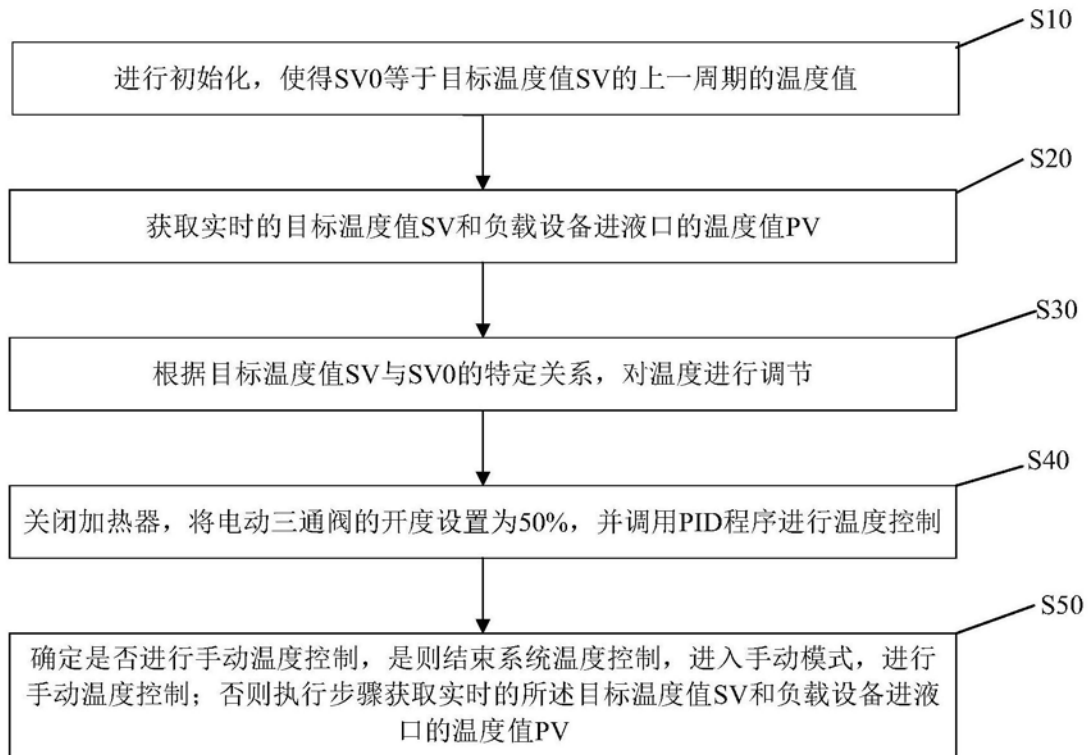 S10
进行初始化，使得SV0等于目标温度值SV的上一周期的温度值
S20
获取实时的目标温度值SV和负载设备进液口的温度值PV
S30
根据目标温度值SV与SV0的特定关系，对温度进行调节
S40
关闭加热器，将电动三通阀的开度设置为50%，并调用PID程序进行温度控制
S50
确定是否进行手动温度控制，是则结束系统温度控制，进入手动模式，进行
手动温度控制；否则执行步骤获取实时的所述目标温度值SV和负载设备进液
口的温度值PV